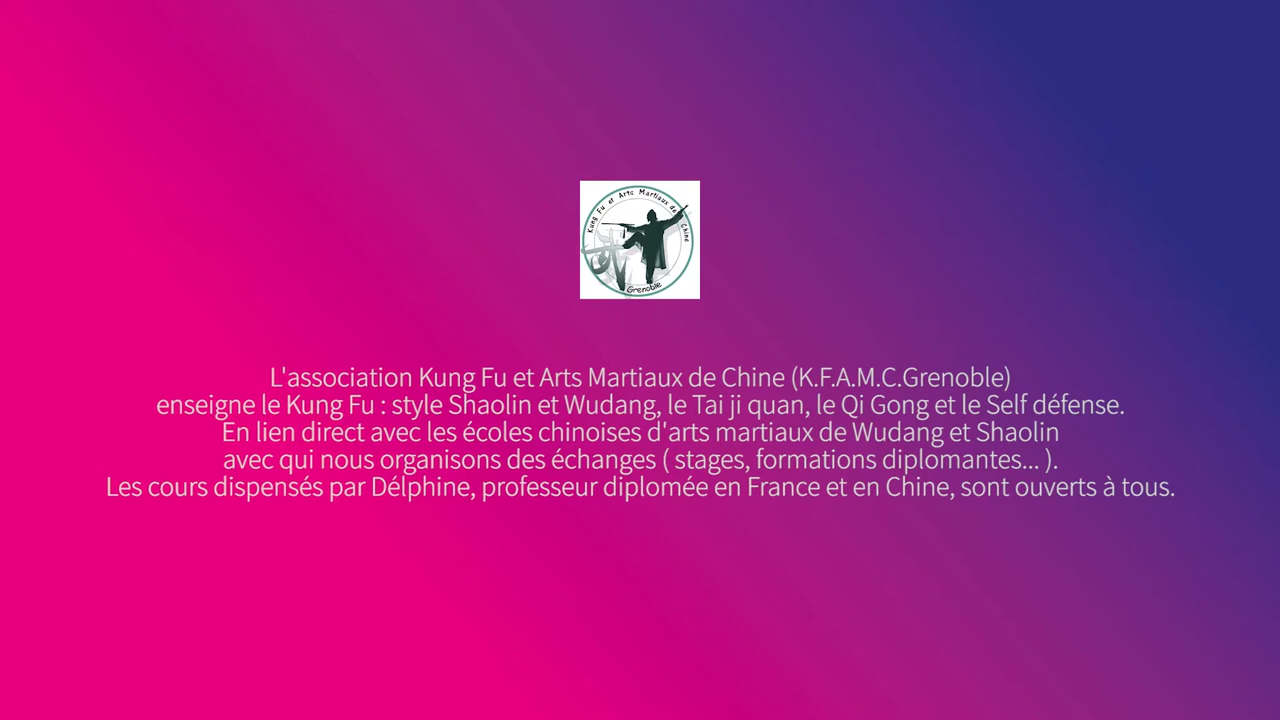 Kung Fu et Arts Martiaux de Chine
Grenoble
L'association Kung Fu et Arts Martiaux de Chine (K.F.A.M.C.Grenoble)
enseigne le Kung Fu : style Shaolin et Wudang, le Tai ji quan, le Qi Gong et le Self défense.
En lien direct avec les écoles chinoises d'arts martiaux de Wudang et Shaolin
avec qui nous organisons des échanges ( stages, formations diplomantes... ).
Les cours dispensés par Délphine, professeur diplomée en France et en Chine, sont ouverts à tous.